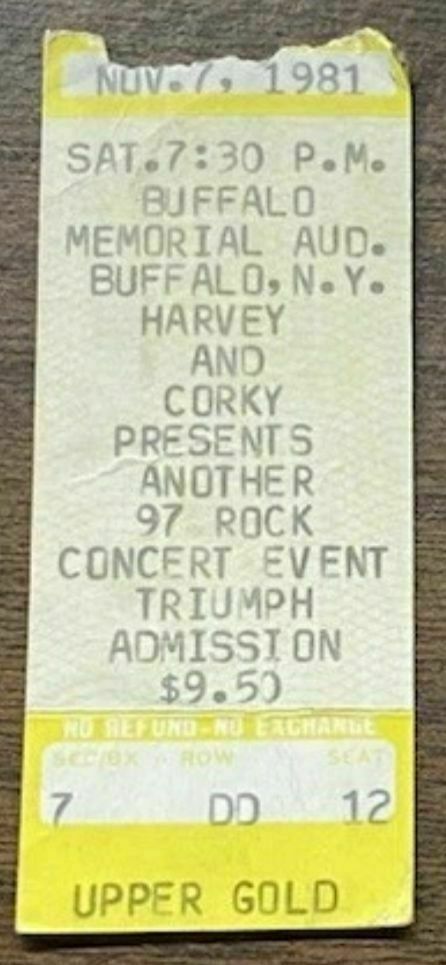 NOV. 7, 1981
SAT. 7:30 P.M.
BUFFALO
MEMORIAL AUD.
BUFFALO, N.Y.
HARVEY
AND
CORKY
PRESENTS
ANOTHER
97 ROCK
CONCERT EVENT
TRIUMPH
ADMISSION
$9.50
NO REFUND-NO EXCHANGE
SEC/BX ROW SEAT
7 DD 12
UPPER GOLD